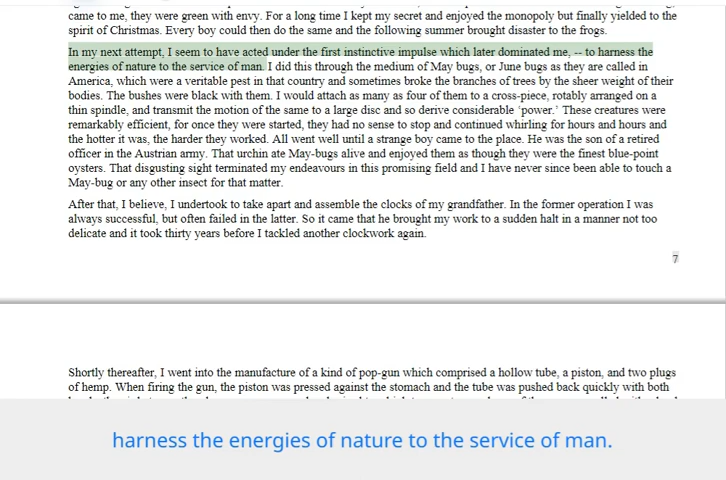 came to me, they were green with envy. For a long time I kept my secret and enjoyed the monopoly but finally yielded to the
spirit of Christmas. Every boy could then do the same and the following summer brought disaster to the frogs.
In my next attempt, I seem to have acted under the first instinctive impulse which later dominated me, -- to harness the
energies of nature to the service of man. I did this through the medium of May bugs, or June bugs as they are called in
America, which were a veritable pest in that country and sometimes broke the branches of trees by the sheer weight of their
bodies. The bushes were black with them. I would attach as many as four of them to a cross-piece, rotably arranged on a
thin spindle, and transmit the motion of the same to a large disc and so derive considerable ‘power.’ These creatures were
remarkably efficient, for once they were started, they had no sense to stop and continued whirling for hours and hours and
the hotter it was, the harder they worked. All went well until a strange boy came to the place. He was the son of a retired
officer in the Austrian army. That urchin ate May-bugs alive and enjoyed them as though they were the finest blue-point
oysters. That disgusting sight terminated my endeavours in this promising field and I have never since been able to touch a
May-bug or any other insect for that matter.
After that, I believe, I undertook to take apart and assemble the clocks of my grandfather. In the former operation I was
always successful, but often failed in the latter. So it came that he brought my work to a sudden halt in a manner not too
delicate and it took thirty years before I tackled another clockwork again.
7
Shortly thereafter, I went into the manufacture of a kind of pop-gun which comprised a hollow tube, a piston, and two plugs
of hemp. When firing the gun, the piston was pressed against the stomach and the tube was pushed back quickly with both
harness the energies of nature to the service of man.